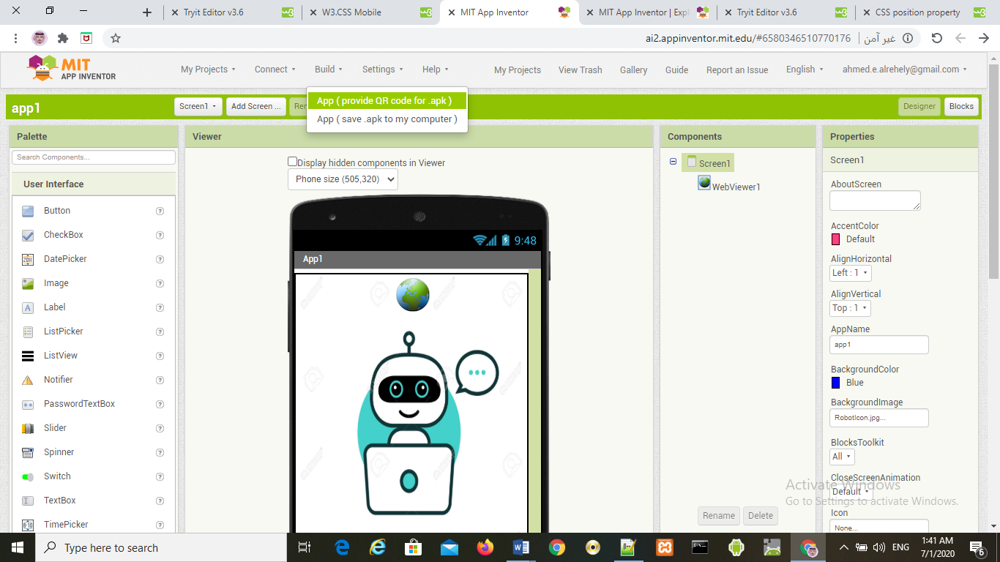 Tryit Editor v3.6
W3.CSS Mobile
MIT App Inventor
MIT App Inventor | Expl
Tryit Editor v3.6
CSS position property
ai2.appinventor.mit.edu/#6580346510770176
غير آمن
MIT
APP INVENTOR
My Projects
Connect
Build
Settings
Help
My Projects
View Trash
Gallery
Guide
Report an Issue
English
ahmed.e.alrehely@gmail.com
App ( provide QR code for .apk )
App ( save .apk to my computer )
app1
Screen1
Add Screen ...
Designer
Blocks
Palette
Search Components...
User Interface
Button
CheckBox
DatePicker
Image
Label
ListPicker
ListView
Notifier
PasswordTextBox
Slider
Spinner
Switch
TextBox
TimePicker
Viewer
Display hidden components in Viewer
Phone size (505,320)
9:48
App1
Components
Screen1
WebViewer1
Rename
Delete
Properties
Screen1
AboutScreen
AccentColor
Default
AlignHorizontal
Left : 1
AlignVertical
Top : 1
AppName
app1
BackgroundColor
Blue
BackgroundImage
RobotIcon.jpg...
BlocksToolkit
All
CloseScreenAnimation
Default
Icon
None...
Activate Windows
Go to Settings to activate Windows.
Type here to search
ENG
1:41 AM
7/1/2020
6